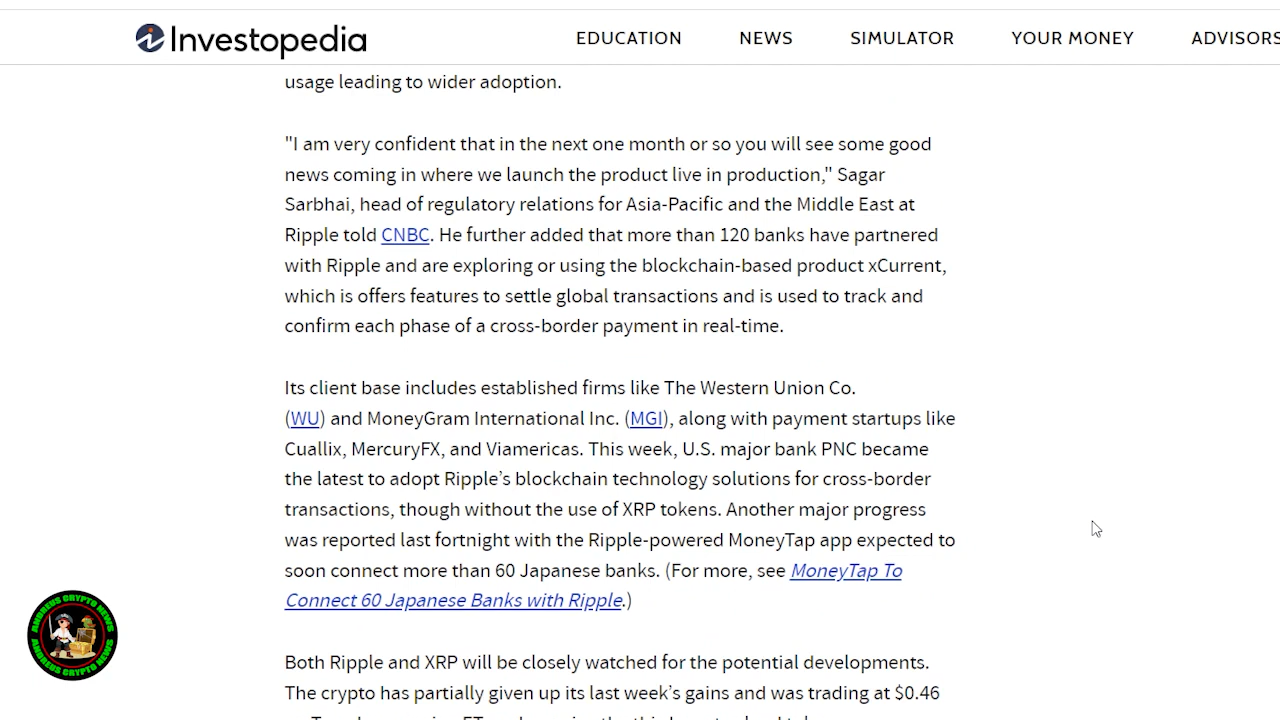 Investopedia
EDUCATION NEWS SIMULATOR YOUR MONEY ADVISORS
usage leading to wider adoption.
"I am very confident that in the next one month or so you will see some good
news coming in where we launch the product live in production," Sagar
Sarbhai, head of regulatory relations for Asia-Pacific and the Middle East at
Ripple told CNBC. He further added that more than 120 banks have partnered
with Ripple and are exploring or using the blockchain-based product xCurrent,
which is offers features to settle global transactions and is used to track and
confirm each phase of a cross-border payment in real-time.
Its client base includes established firms like The Western Union Co.
(WU) and MoneyGram International Inc. (MGI), along with payment startups like
Cuallix, MercuryFX, and Viamericas. This week, U.S. major bank PNC became
the latest to adopt Ripple’s blockchain technology solutions for cross-border
transactions, though without the use of XRP tokens. Another major progress
was reported last fortnight with the Ripple-powered MoneyTap app expected to
soon connect more than 60 Japanese banks. (For more, see MoneyTap To
Connect 60 Japanese Banks with Ripple.)
ANDREUS CRYPTO NEWS
ANDREUS CRYPTO NEWS
Both Ripple and XRP will be closely watched for the potential developments.
The crypto has partially given up its last week’s gains and was trading at $0.46